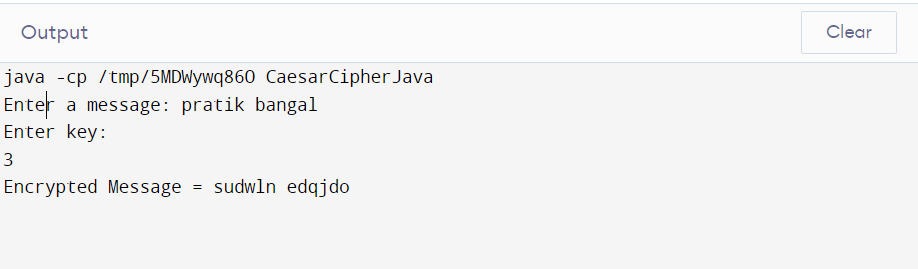 Output
Clear
java -cp /tmp/5MDWywq86O CaesarCipherJava
Enter a message: pratik bangal
Enter key:
3
Encrypted Message = sudwln edqjdo